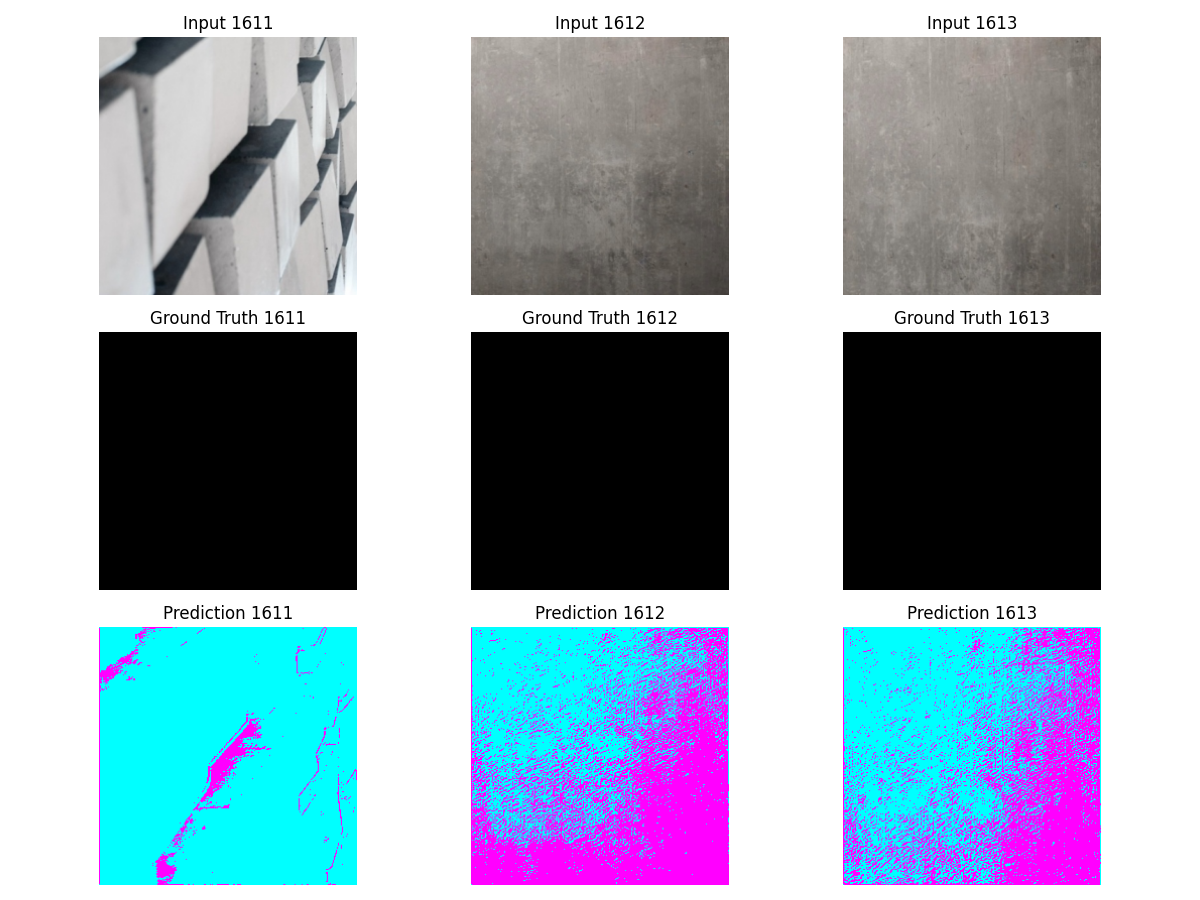 Input 1611
Input 1612
Input 1613
Ground Truth 1611
Ground Truth 1612
Ground Truth 1613
Prediction 1611
Prediction 1612
Prediction 1613